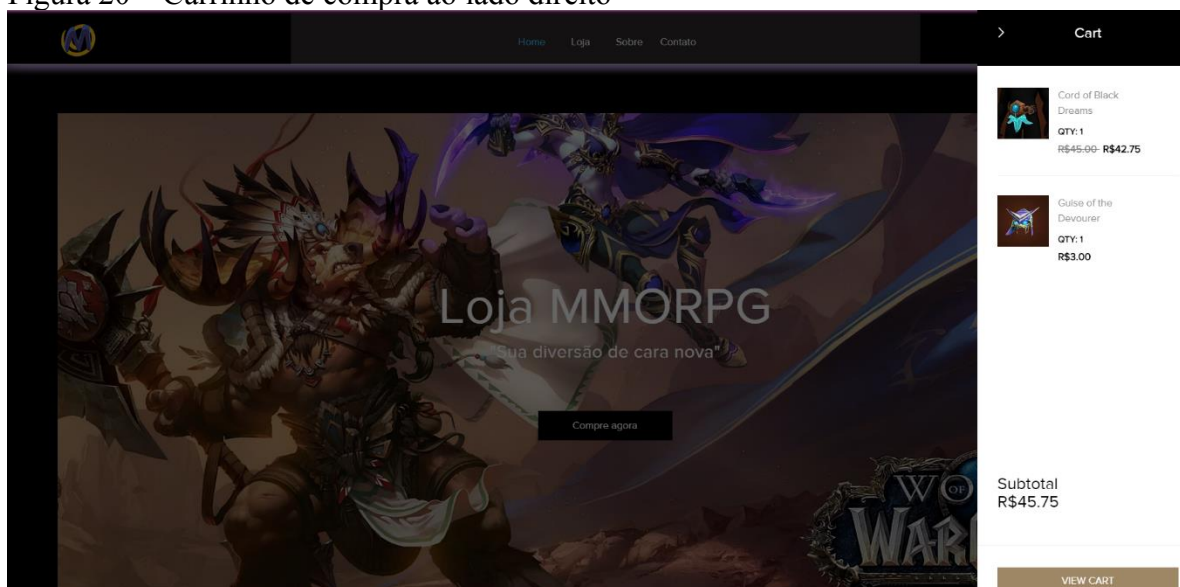 Figura 20 – Carrinho de compra ao lado direito
M
Home Loja Sobre Contato
Cart
Cord of Black
Dreams
QTY: 1
R$45.00 R$42.75
Guise of the
Devourer
QTY: 1
R$3.00
Loja MMORPG
"Sua diversão de cara nova"
Compre agora
W OF
WAR
Subtotal
R$45.75
VIEW CART